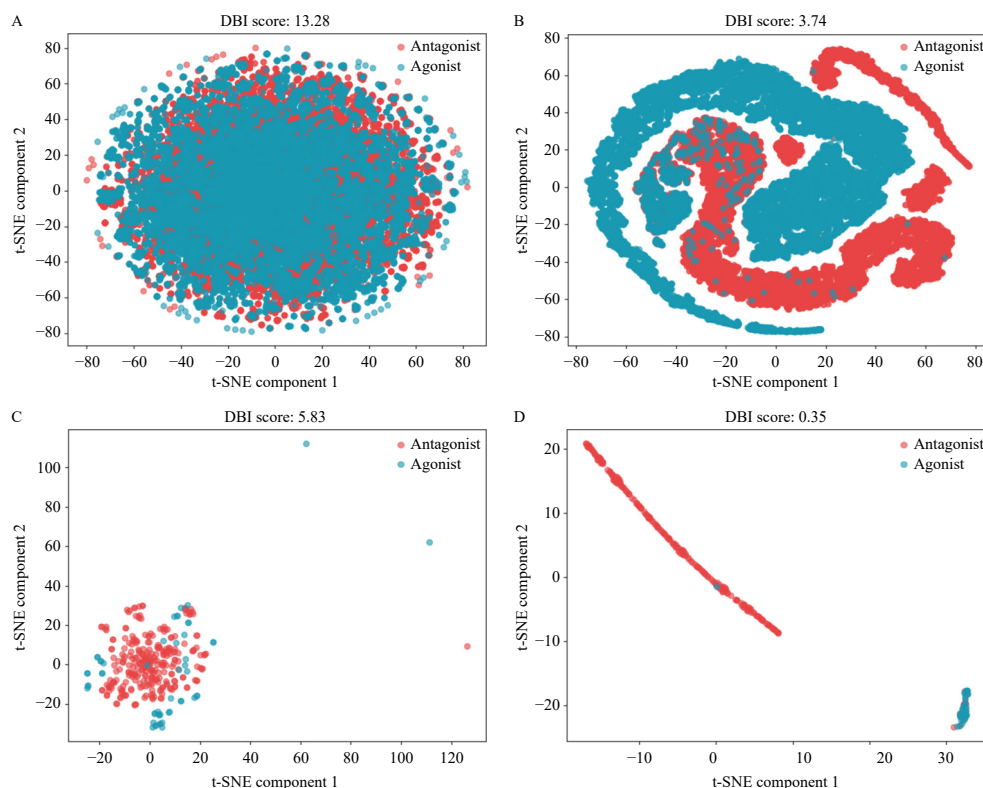 A
DBI score: 13.28
Antagonist
Agonist
80
60
40
20
0
−20
−40
−60
−80
t-SNE component 2
−80 −60 −40 −20 0 20 40 60 80
t-SNE component 1
B
DBI score: 3.74
Antagonist
Agonist
80
60
40
20
0
−20
−40
−60
−80
t-SNE component 2
−80 −60 −40 −20 0 20 40 60 80
t-SNE component 1
C
DBI score: 5.83
Antagonist
Agonist
100
80
60
40
20
0
−20
t-SNE component 2
−20 0 20 40 60 80 100 120
t-SNE component 1
D
DBI score: 0.35
Antagonist
Agonist
20
10
0
−10
−20
t-SNE component 2
−10 0 10 20 30
t-SNE component 1